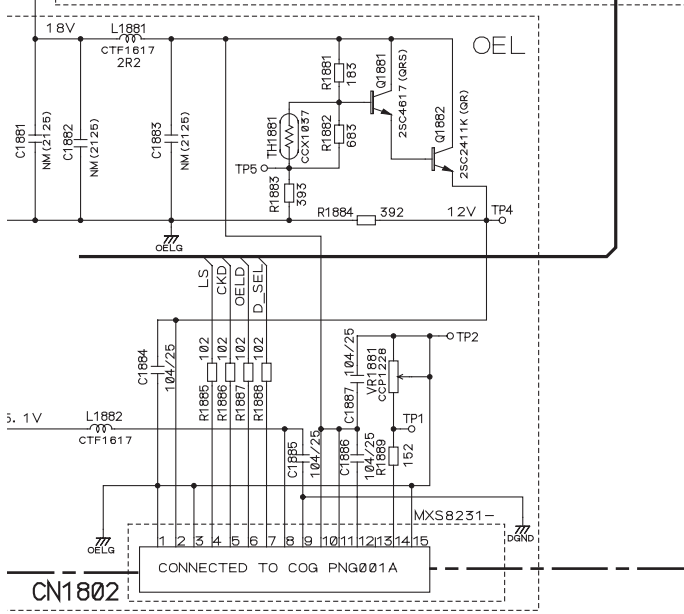 18V
L1881
CTF1617
2R2
OEL
R1881
183
Q1881
2SC4617(QRS)
Q1882
2SC2411K(QR)
C1881
NM(2125)
C1882
NM(2125)
C1883
NM(2125)
TH1881
CCX1037
R1882
683
TP5
R1883
393
R1884
392
12V
TP4
OELG
LS
CKD
OELD
D_SEL
C1884
104/25
R1885
102
R1886
102
R1887
102
R1888
102
C1887
104/25
VR1881
CCP1228
TP2
5.1V
L1882
CTF1617
C1885
104/25
C1886
104/25
R1889
152
TP1
OELG
MXS8231-
DGND
1 2 3 4 5 6 7 8 9 10 11 12 13 14 15
CONNECTED TO COG PNG001A
CN1802